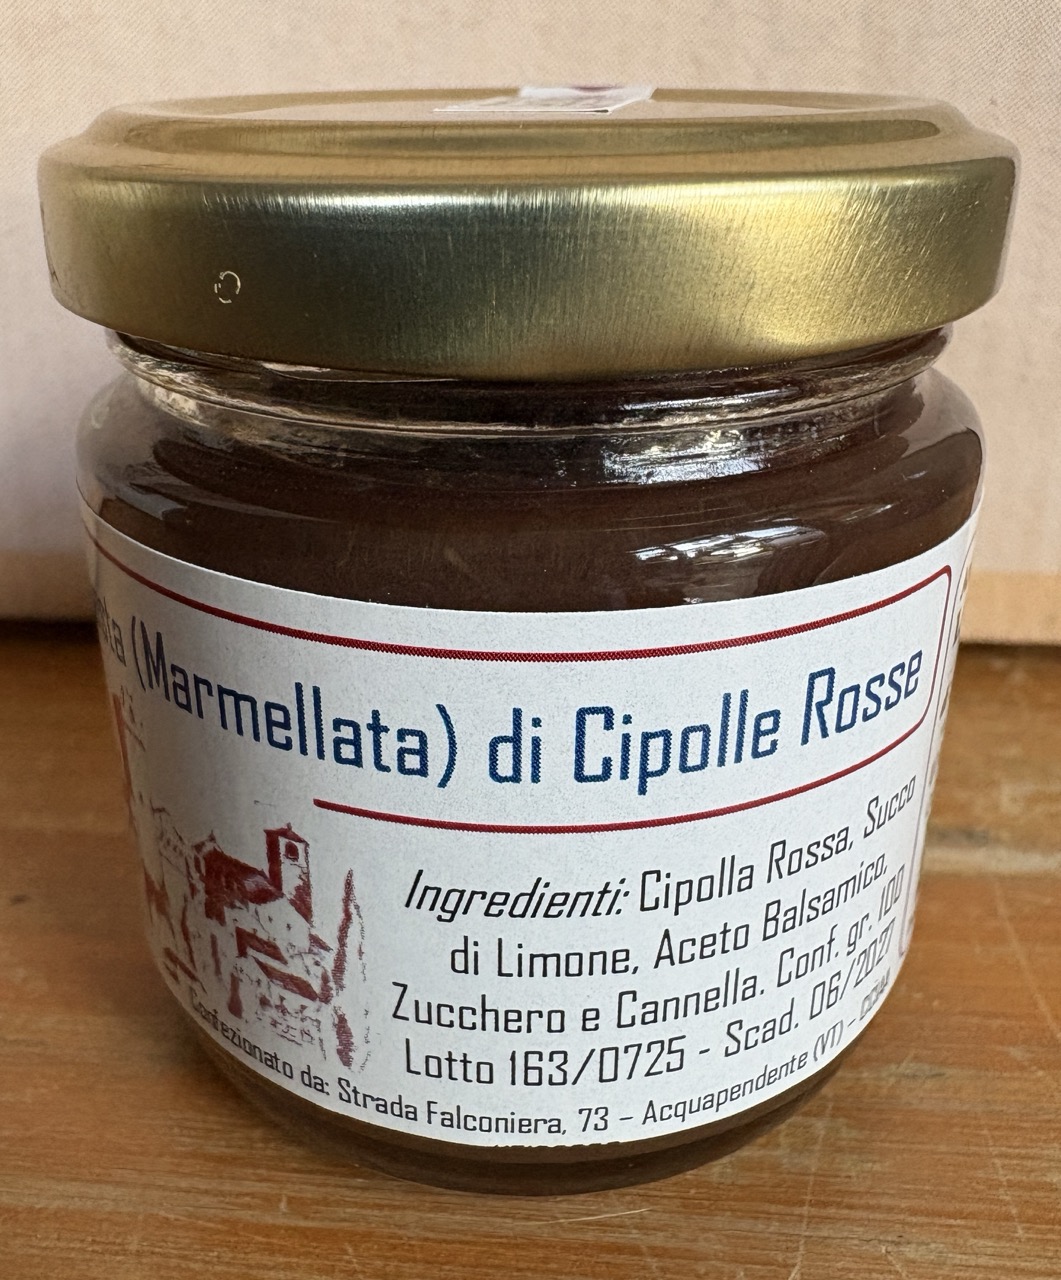 (Marmellata) di Cipolle Rosse
Ingredienti: Cipolla Rossa, Succo
di Limone, Aceto Balsamico,
Zucchero e Cannella. Conf. gr. 100
Lotto 163/0725 - Scad. 06/2027
Confezionato da: Strada Falconiera, 73 – Acquapendente (VT) -